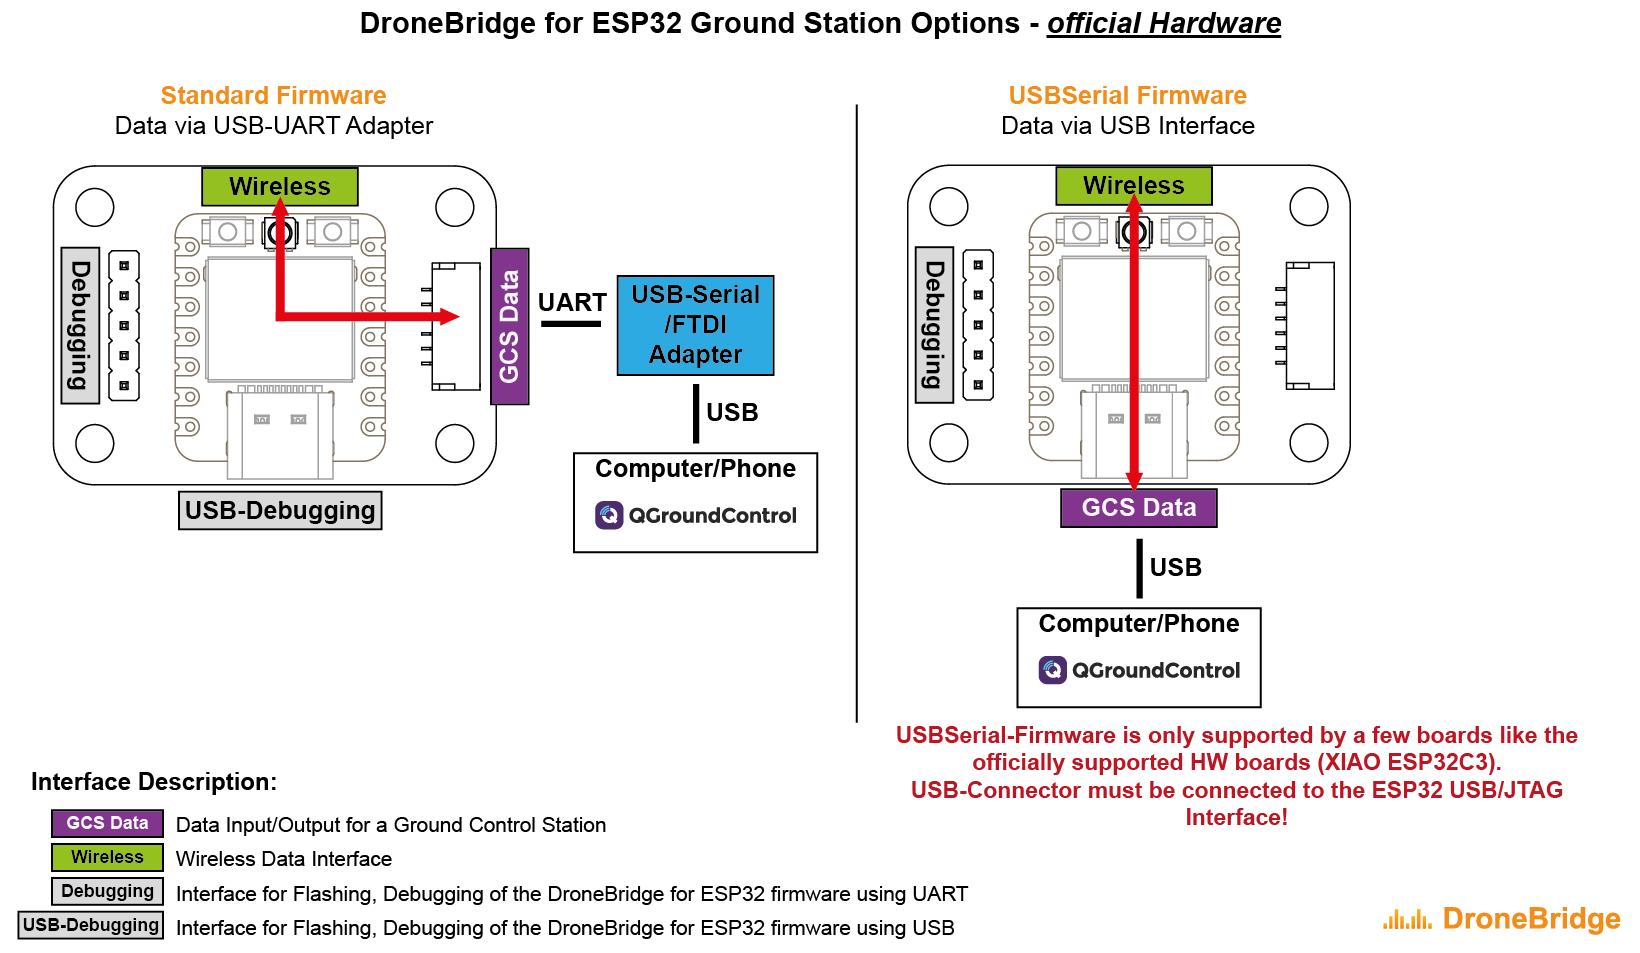 DroneBridge for ESP32 Ground Station Options - official Hardware
Standard Firmware
Data via USB-UART Adapter
Wireless
Debugging
GCS Data
UART
USB-Serial
/FTDI
Adapter
USB
Computer/Phone
QGroundControl
USB-Debugging
USBSerial Firmware
Data via USB Interface
Wireless
Debugging
GCS Data
USB
Computer/Phone
QGroundControl
USBSerial-Firmware is only supported by a few boards like the
officially supported HW boards (XIAO ESP32C3).
USB-Connector must be connected to the ESP32 USB/JTAG
Interface!
Interface Description:
GCS Data Data Input/Output for a Ground Control Station
Wireless Wireless Data Interface
Debugging Interface for Flashing, Debugging of the DroneBridge for ESP32 firmware using UART
USB-Debugging Interface for Flashing, Debugging of the DroneBridge for ESP32 firmware using USB
DroneBridge